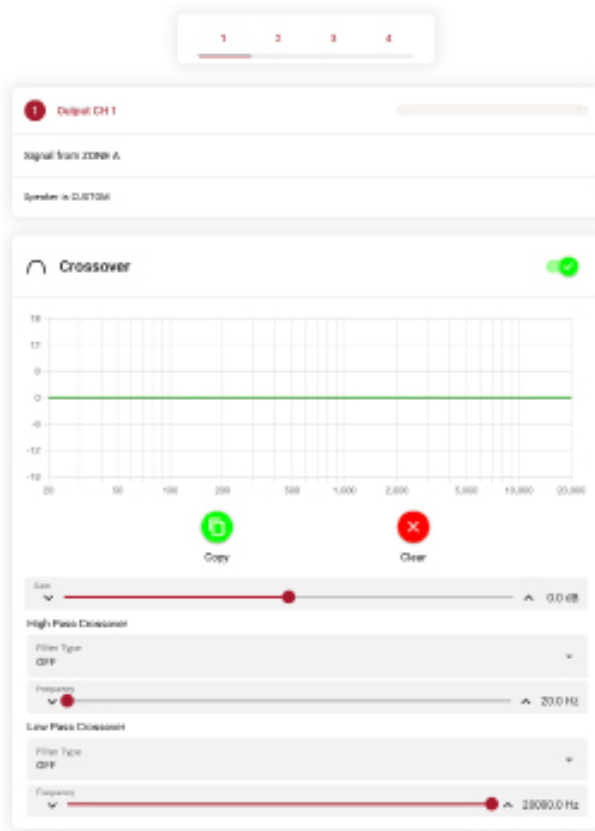 1 2 3 4
1 Output CH 1
Signal from ZONE A
Speaker is CUSTOM
Crossover
18
12
6
0
-6
-12
-18
20 50 100 200 500 1,000 2,000 5,000 10,000 20,000
Copy Clear
Gain
0.0 dB
High Pass Crossover
Filter Type
OFF
Frequency
20.0 Hz
Low Pass Crossover
Filter Type
OFF
Frequency
20000.0 Hz